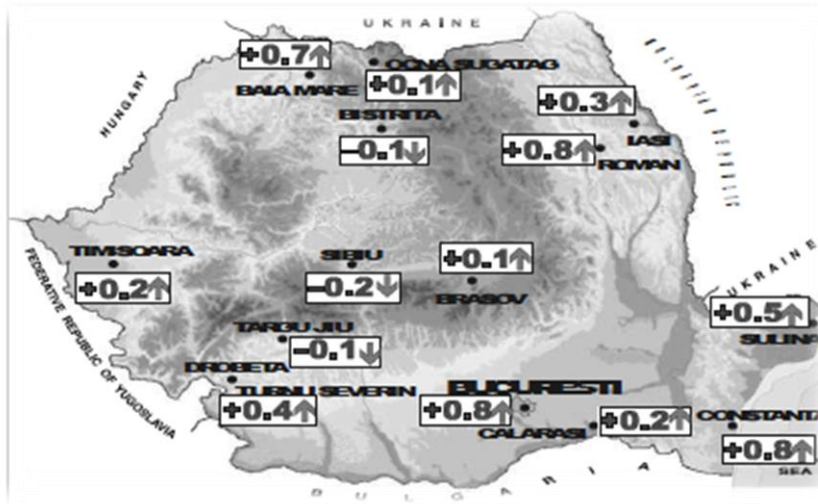 UKRAINE
+0.7↑
OCNA SUGATAG
+0.1↑
BAIA MARE
HUNGARY
BISTRITA
−0.1↓
+0.3↑
IASI
+0.8↑
ROMAN
TIMISOARA
+0.2↑
SIBIU
−0.2↓
+0.1↑
BRASOV
UKRAINE
+0.5↑
SULINA
FEDERATIVE REPUBLIC OF YUGOSLAVIA
TARGU JIU
−0.1↓
DROBETA
TURNU SEVERIN
+0.4↑
BUCURESTI
+0.8↑
CALARASI
+0.2↑
CONSTANTA
+0.8↑
SEA
BULGARIA